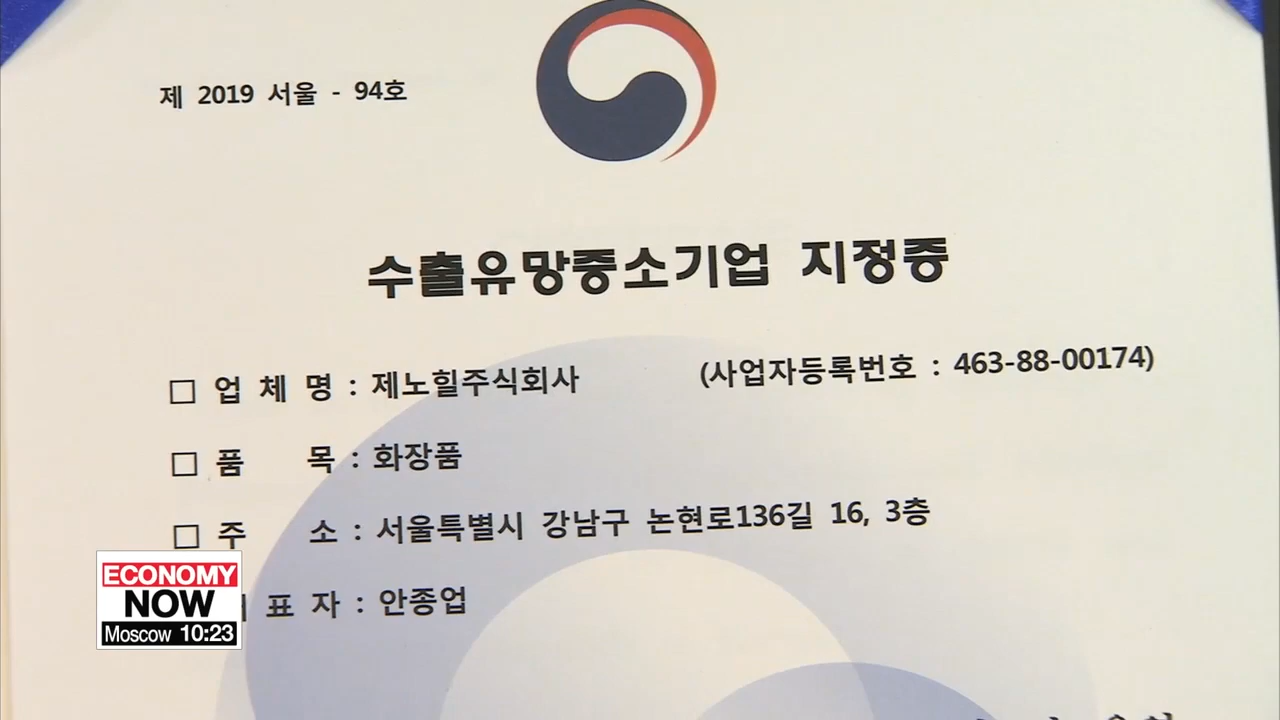 제 2019 서울 - 94호
수출유망중소기업 지정증
□ 업 체 명 : 제노힐주식회사 (사업자등록번호 : 463-88-00174)
□ 품 목 : 화장품
□ 주 소 : 서울특별시 강남구 논현로136길 16, 3층
표 자 : 안종업
ECONOMY
NOW
Moscow 10:23